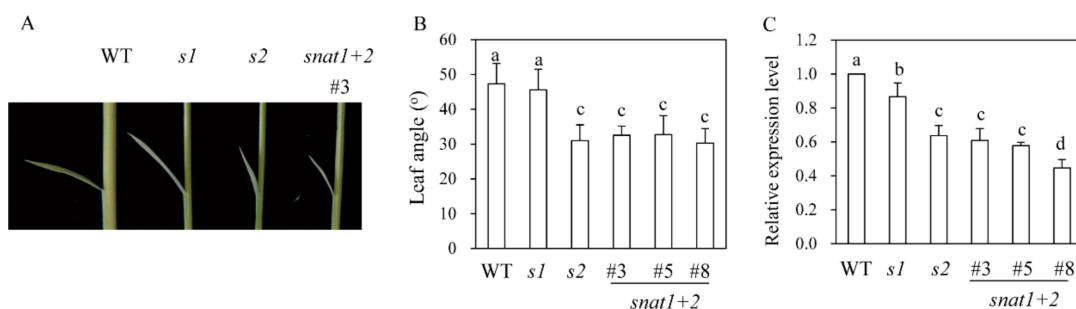 A
WT s1 s2 snat1+2
#3
B
Leaf angle (°)
60
50
40
30
20
10
0
a a c c c c
WT s1 s2 #3 #5 #8
snat1+2
C
Relative expression level
1.2
1.0
0.8
0.6
0.4
0.2
0.0
a b c c c d
WT s1 s2 #3 #5 #8
snat1+2